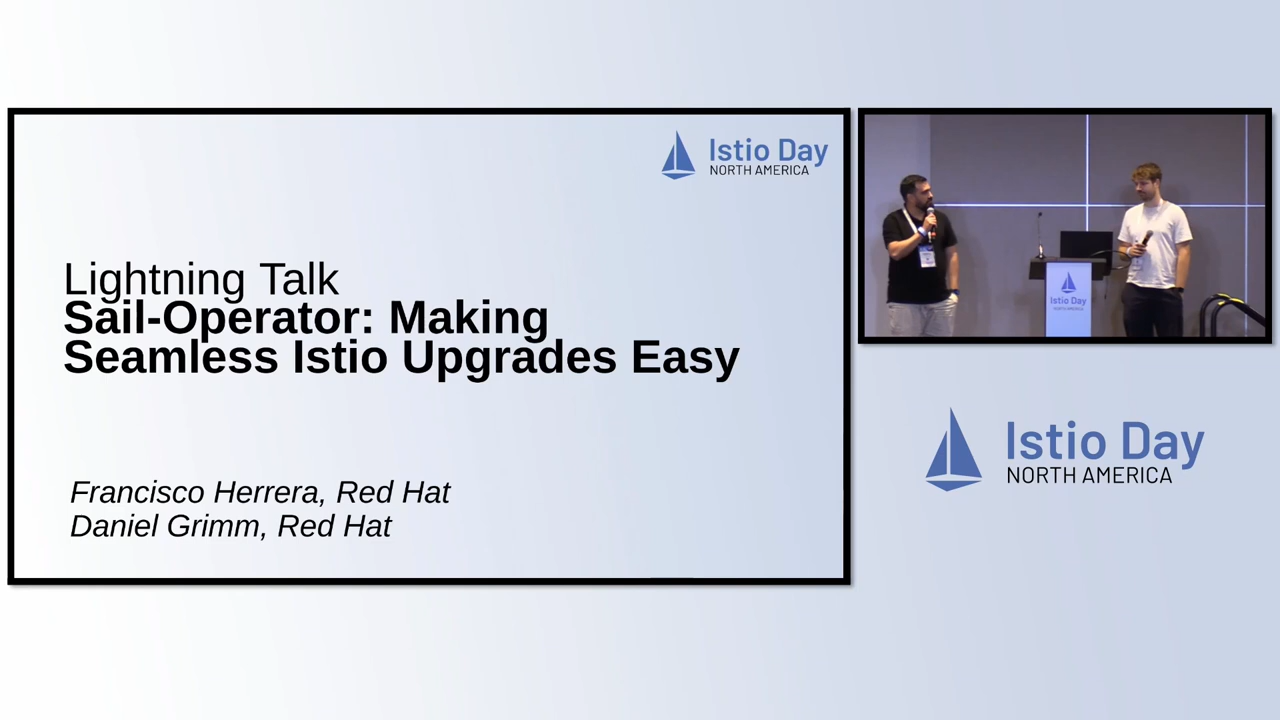 Istio Day
NORTH AMERICA
Lightning Talk
Sail-Operator: Making
Seamless Istio Upgrades Easy
Francisco Herrera, Red Hat
Daniel Grimm, Red Hat
Istio Day
NORTH AMERICA
Istio Day
NORTH AMERICA